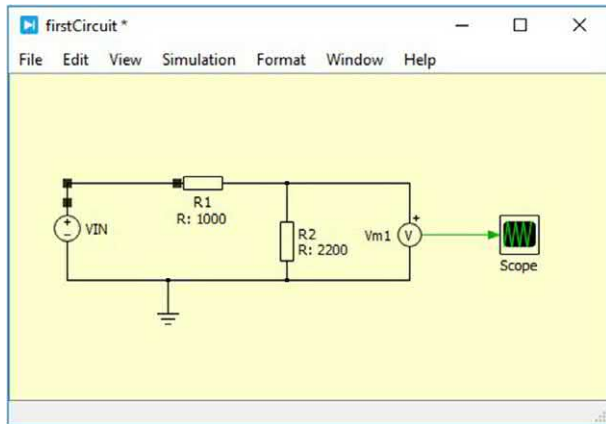 firstCircuit *
File Edit View Simulation Format Window Help
R1
R: 1000
VIN
R2
R: 2200
Vm1
V
Scope